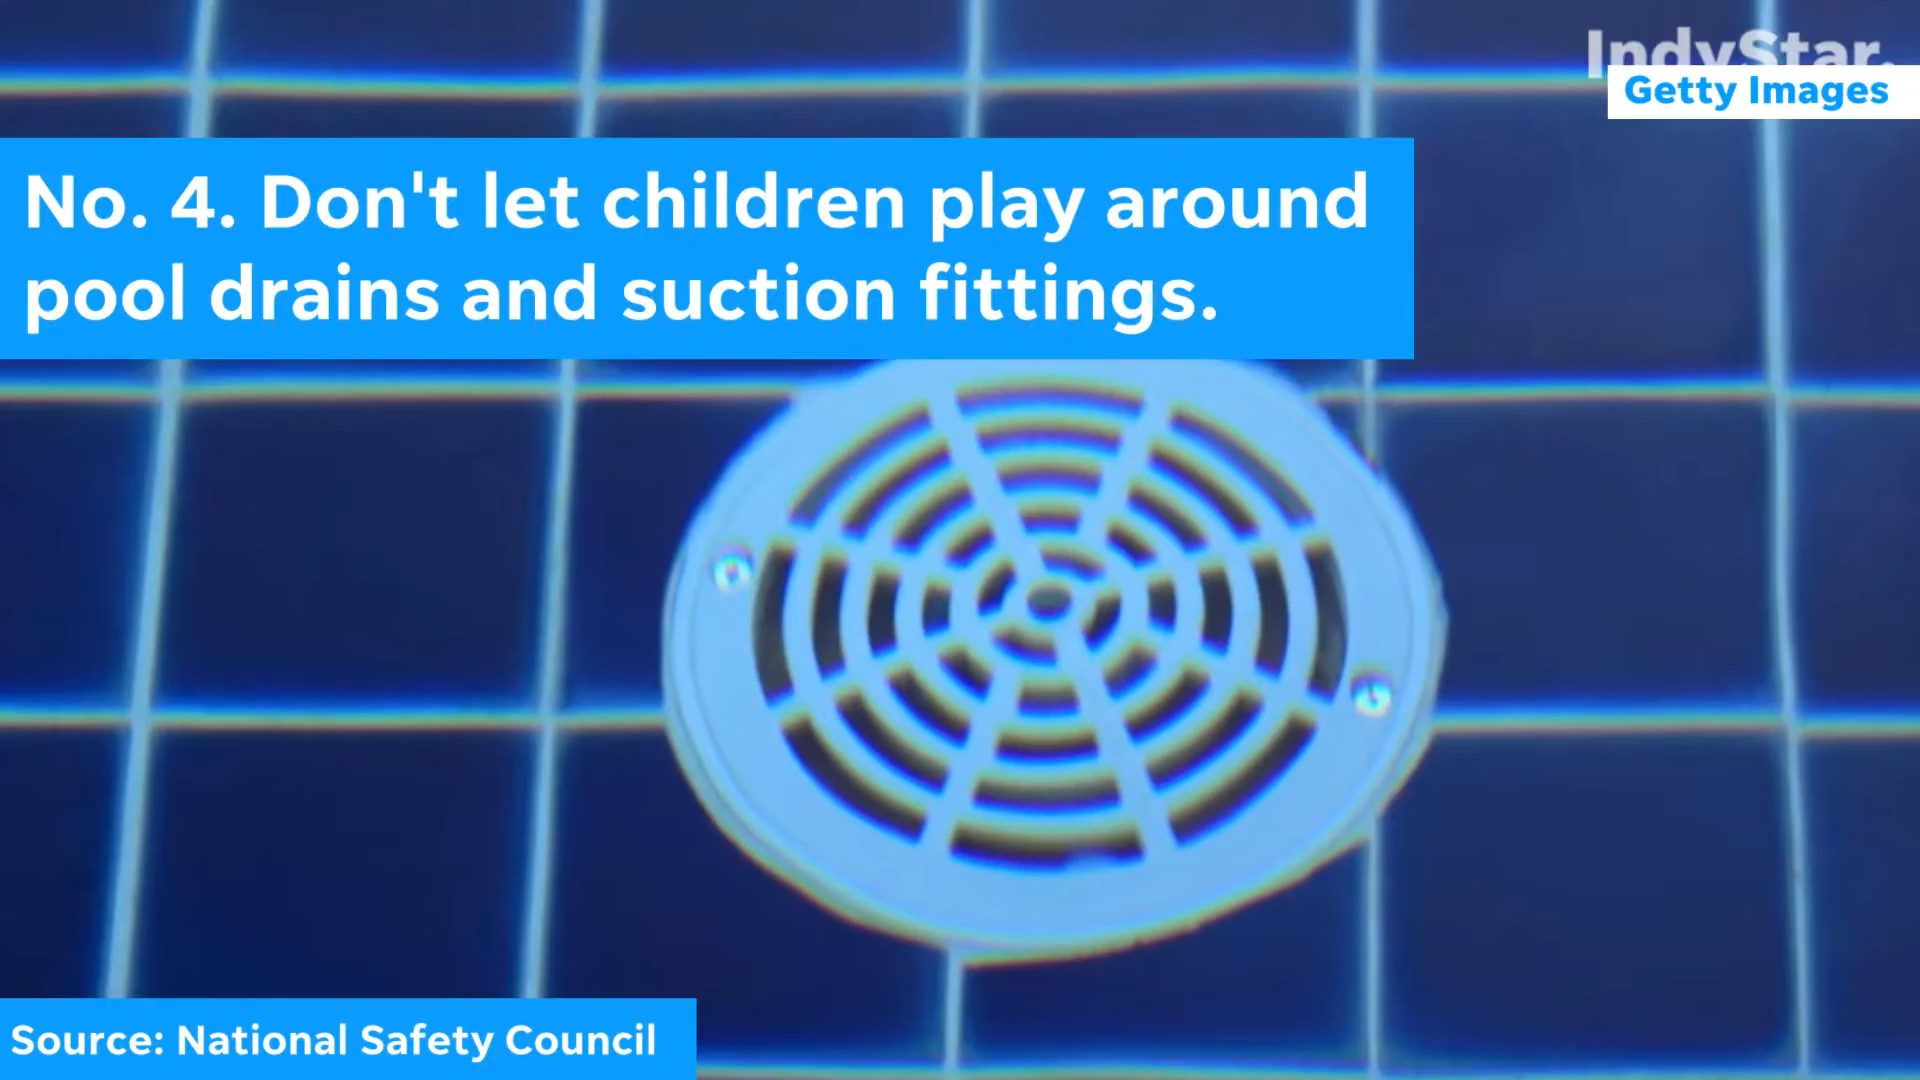 IndyStar.
Getty Images
No. 4. Don't let children play around
pool drains and suction fittings.
Source: National Safety Council